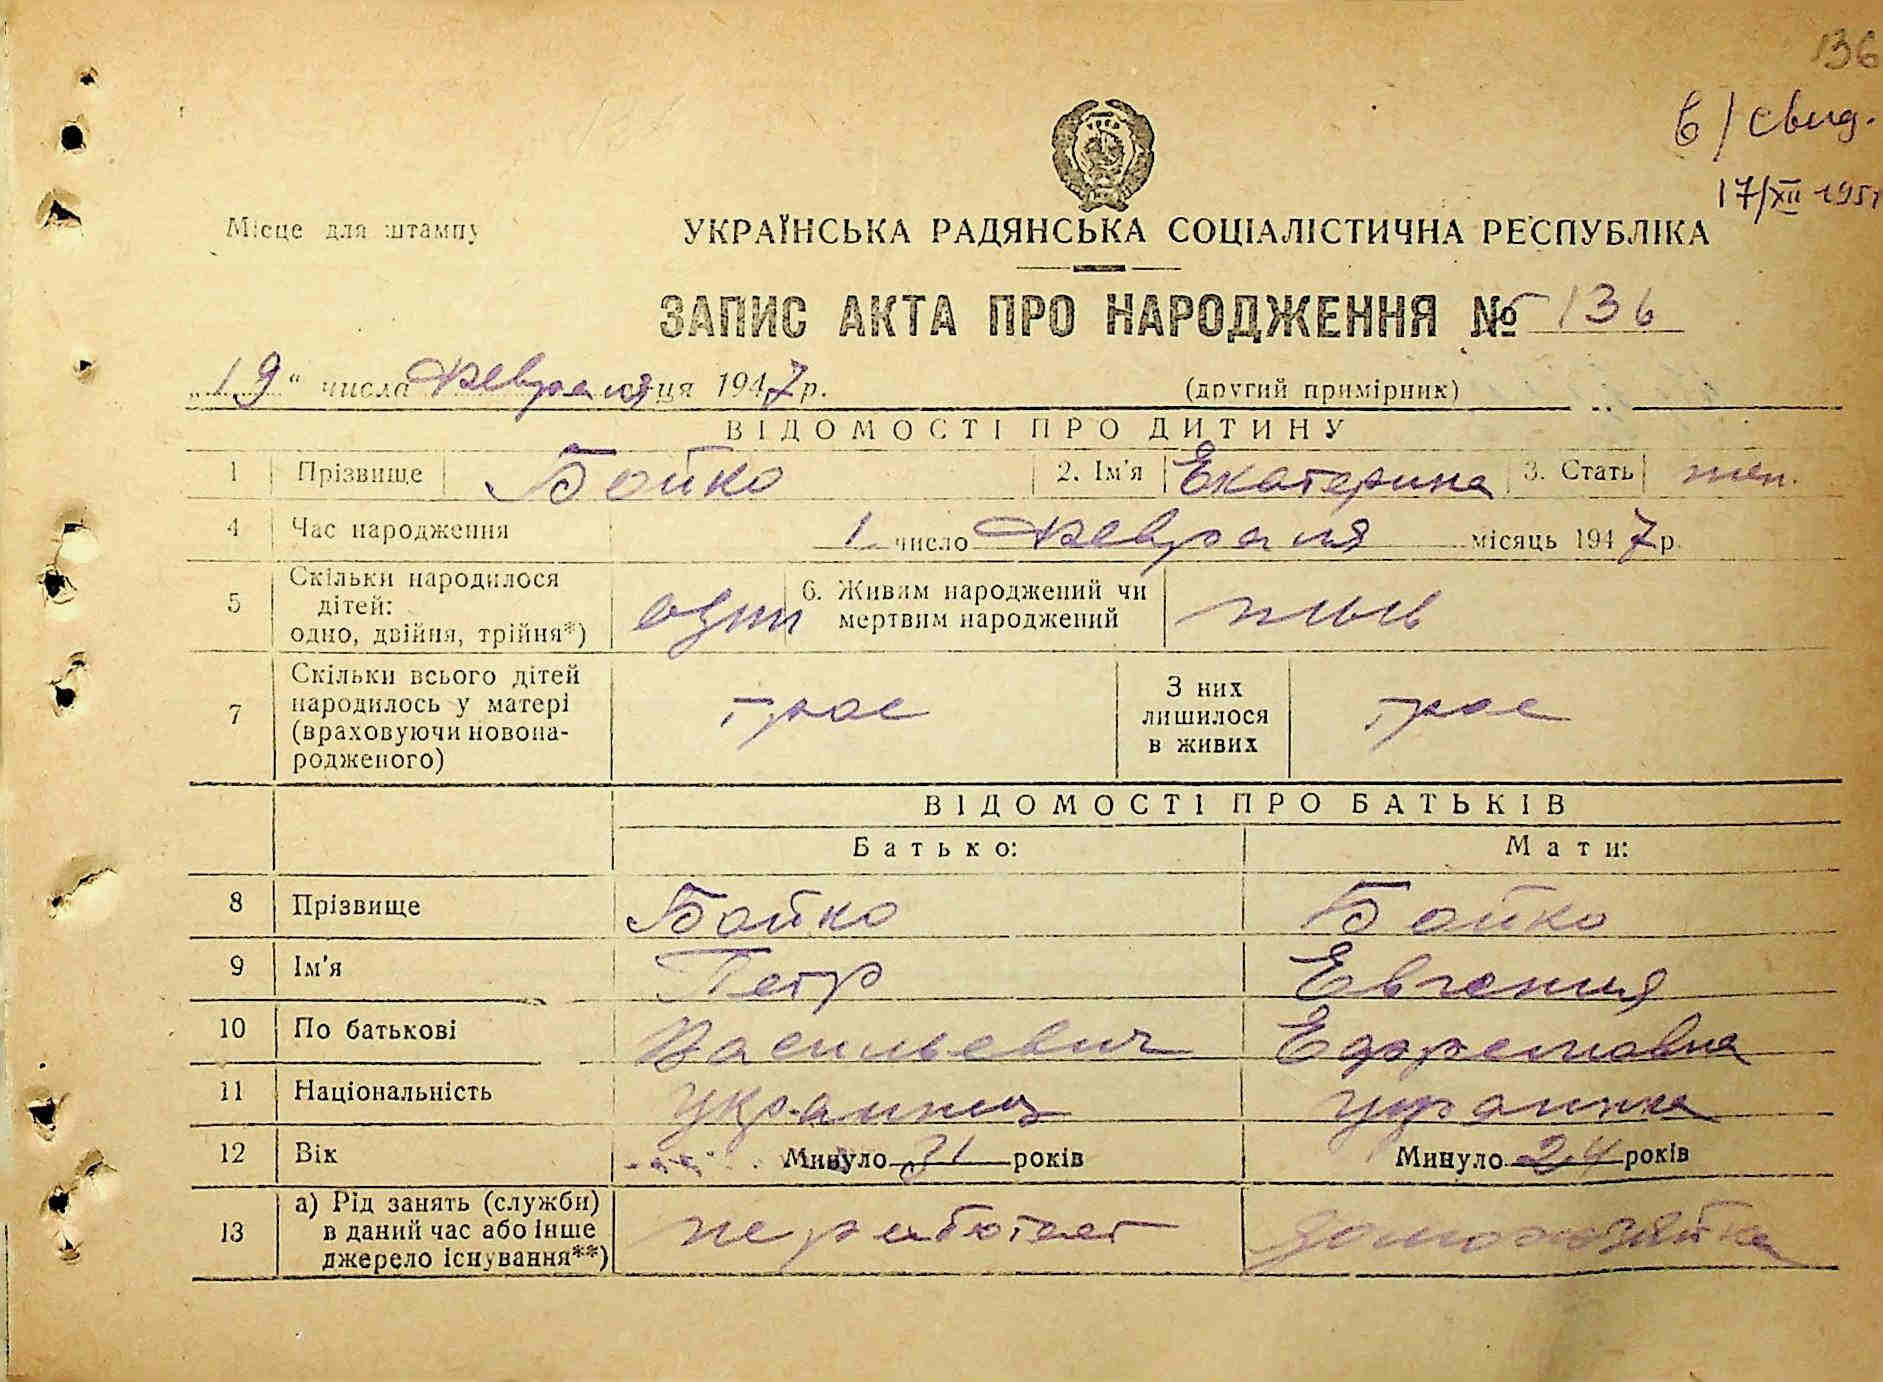 136
в/свид.
17/XII 195
Місце для штампу
УКРАЇНСЬКА РАДЯНСЬКА СОЦІАЛІСТИЧНА РЕСПУБЛІКА
ЗАПИС АКТА ПРО НАРОДЖЕННЯ № 136
„19“ числа февраля місяця 1947 р. (другий примірник)
ВІДОМОСТІ ПРО ДИТИНУ
1 Прізвище Бойко 2. Ім'я Екатерина 3. Стать жен.
4 Час народження 1 число февраля місяць 1947 р.
5 Скільки народилося дітей: одно, двійня, трійня*) 6. Живим народжений чи мертвим народжений
7 Скільки всього дітей народилось у матері (враховуючи новонародженого) трое З них лишилося в живих трое
ВІДОМОСТІ ПРО БАТЬКІВ
Батько: Мати:
8 Прізвище Бойко Бойко
9 Ім'я Петр Евгения
10 По батькові Васильевич Ефремовна
11 Національність украинец украинка
12 Вік Минуло 31 років Минуло 24 років
13 а) Рід занять (служби) в даний час або інше джерело існування**) не работает домохозяйка